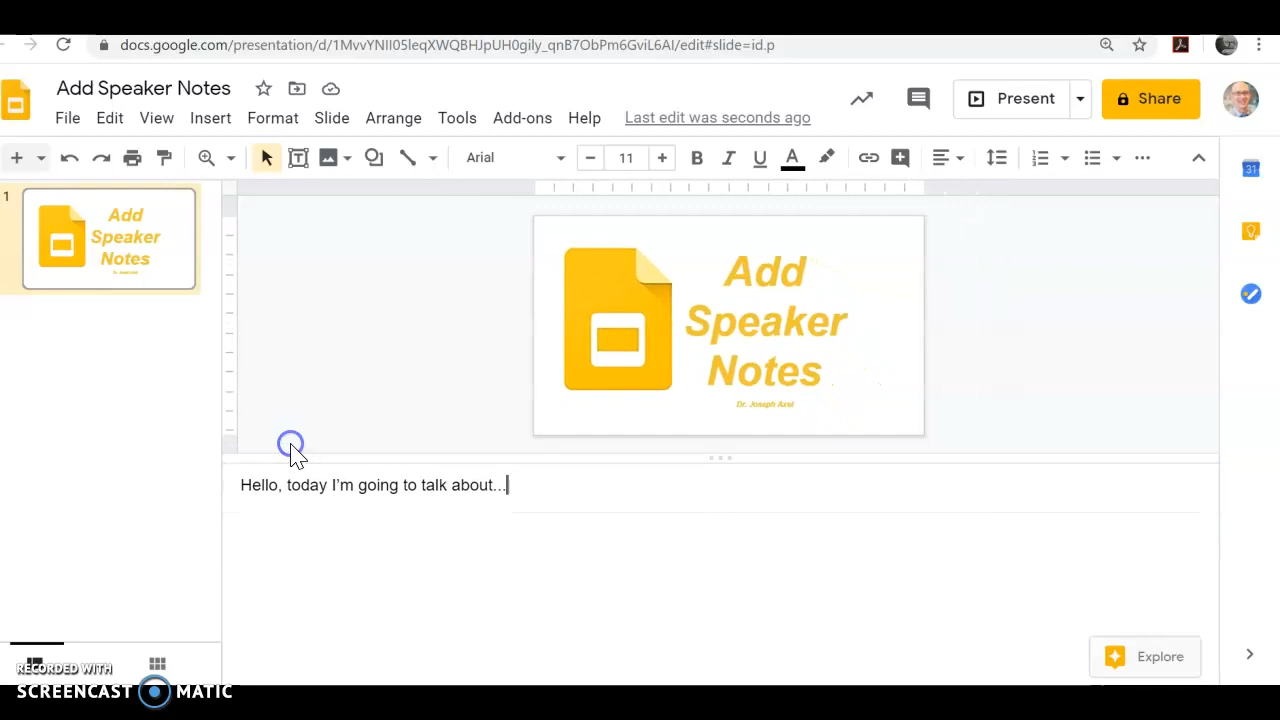 docs.google.com/presentation/d/1MvvYNII05leqXWQBHJpUH0gily_qnB7ObPm6GviL6AI/edit#slide=id.p
Add Speaker Notes
File Edit View Insert Format Slide Arrange Tools Add-ons Help Last edit was seconds ago
Present
Share
Arial
11
31
1
Add
Speaker
Notes
Add
Speaker
Notes
Dr. Joseph Axel
Hello, today I’m going to talk about...
Explore
RECORDED WITH
SCREENCAST MATIC